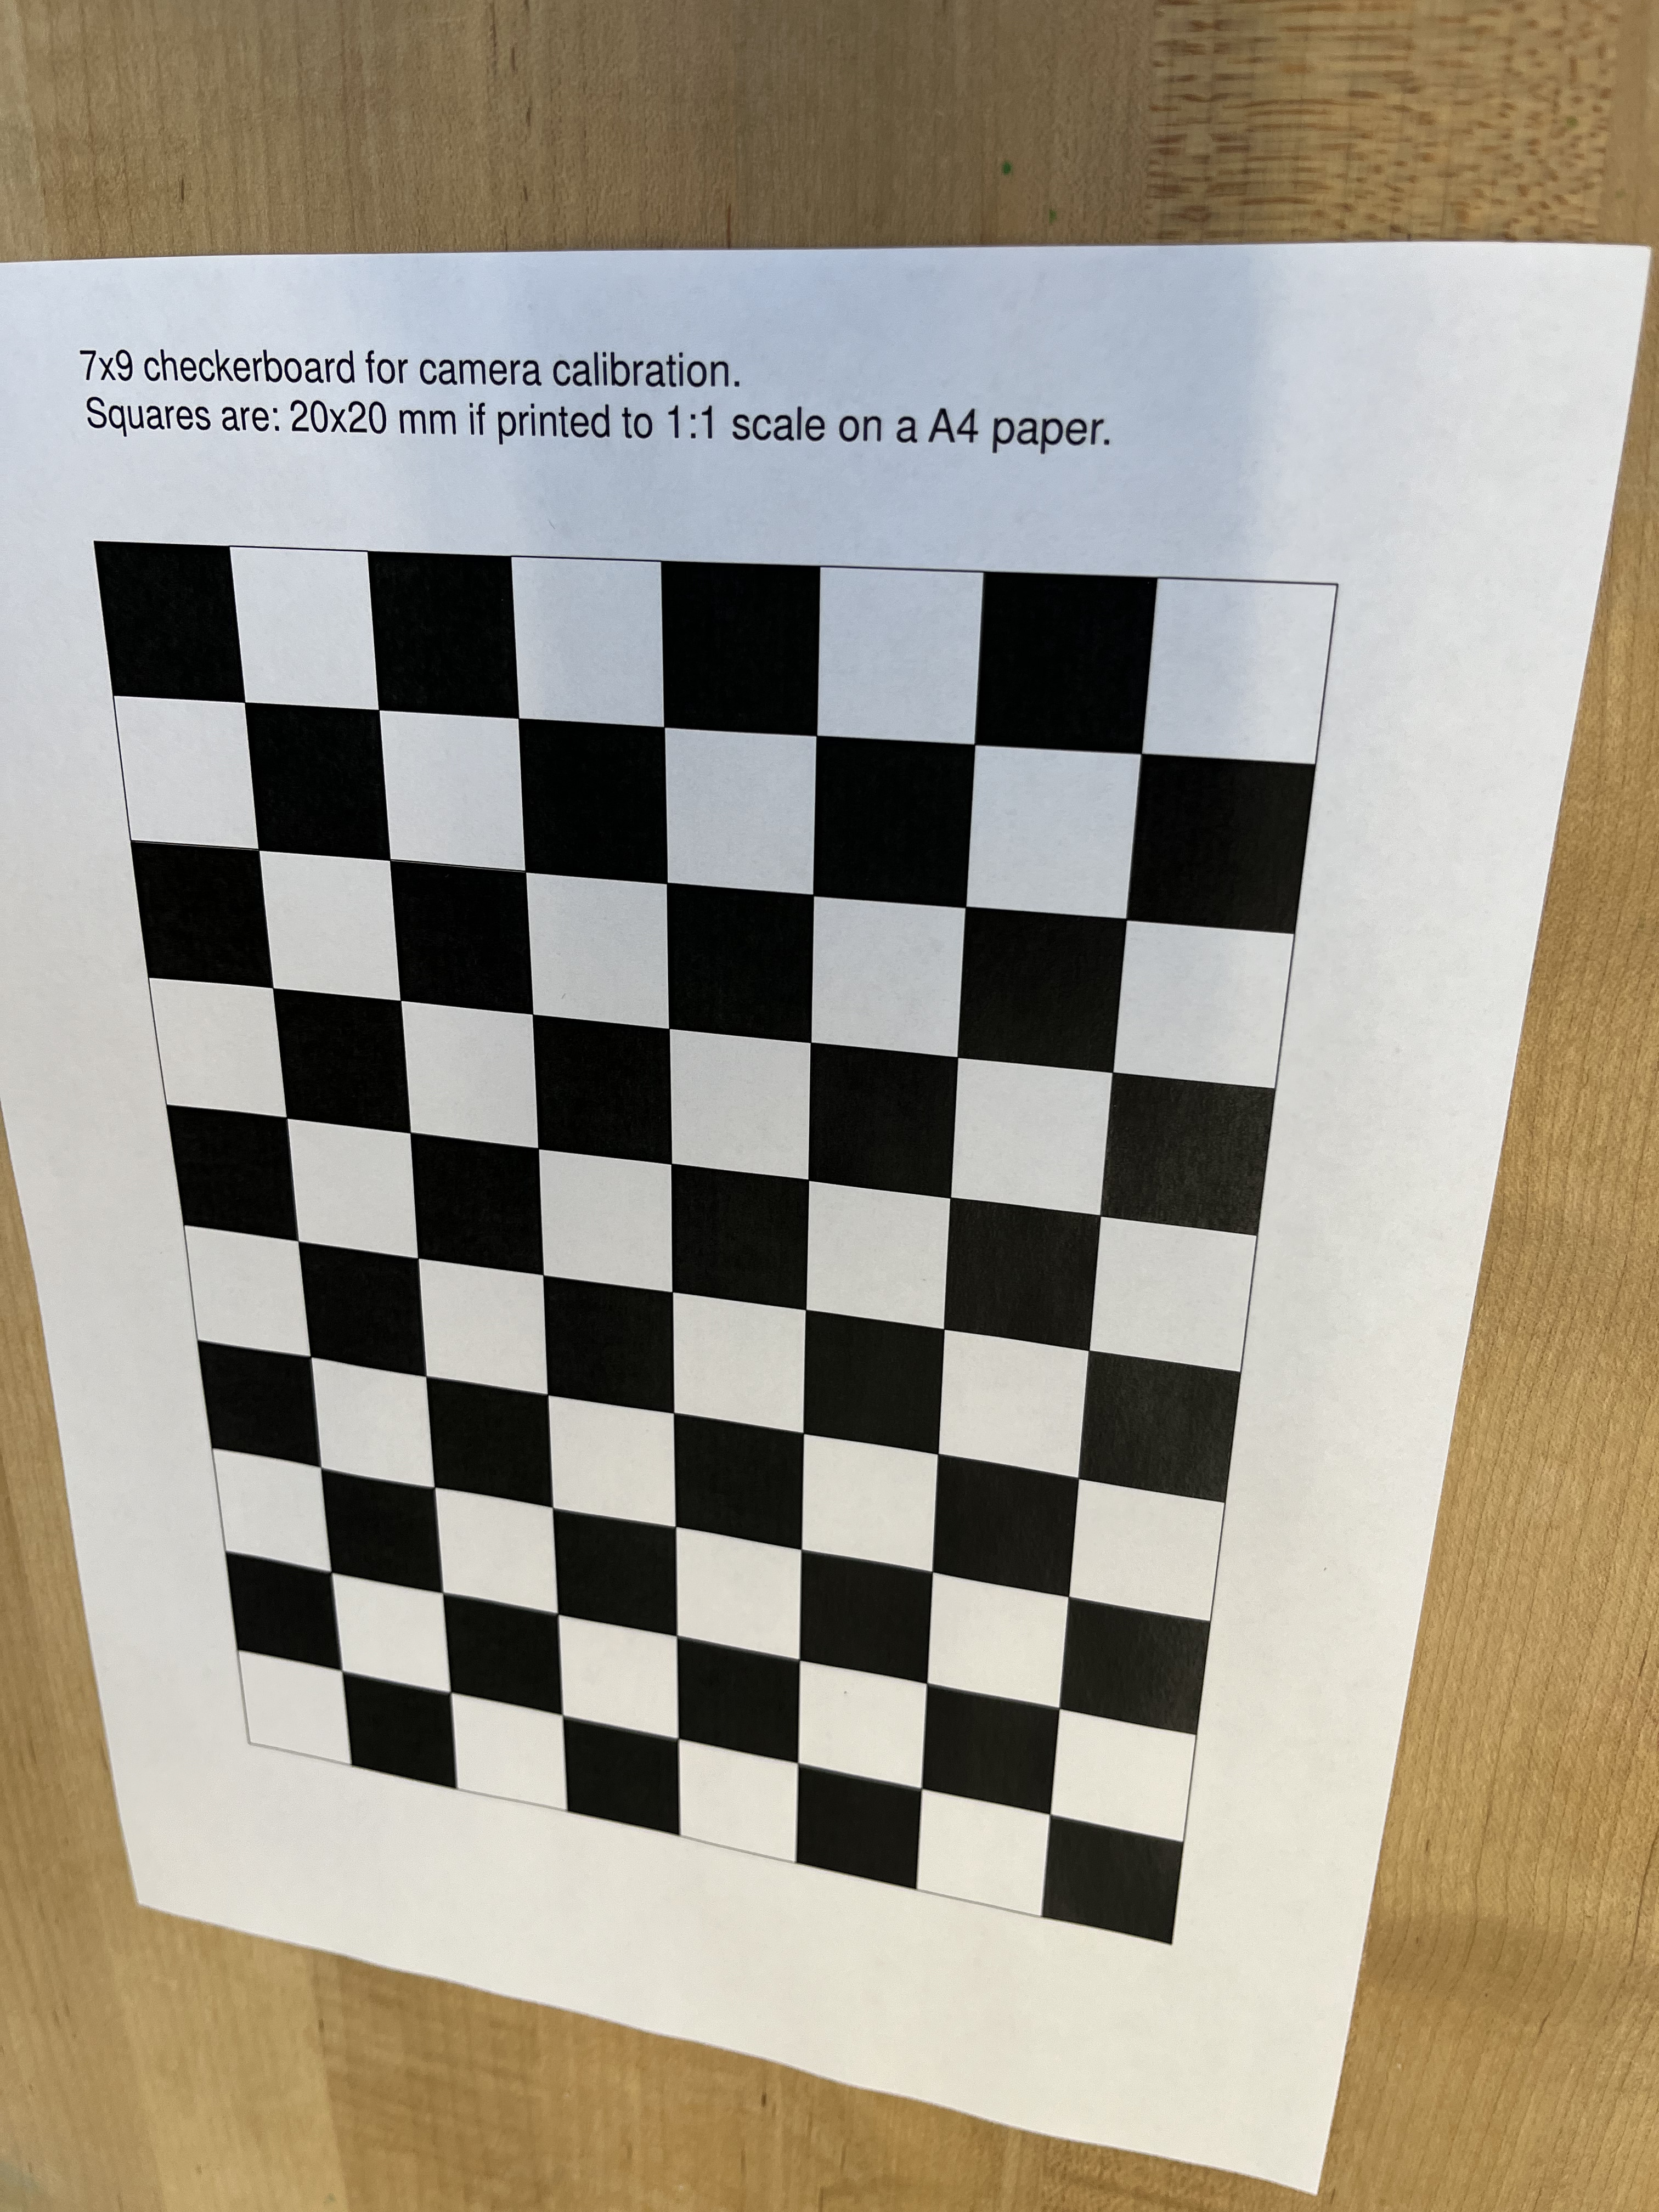 7x9 checkerboard for camera calibration.
Squares are: 20x20 mm if printed to 1:1 scale on a A4 paper.